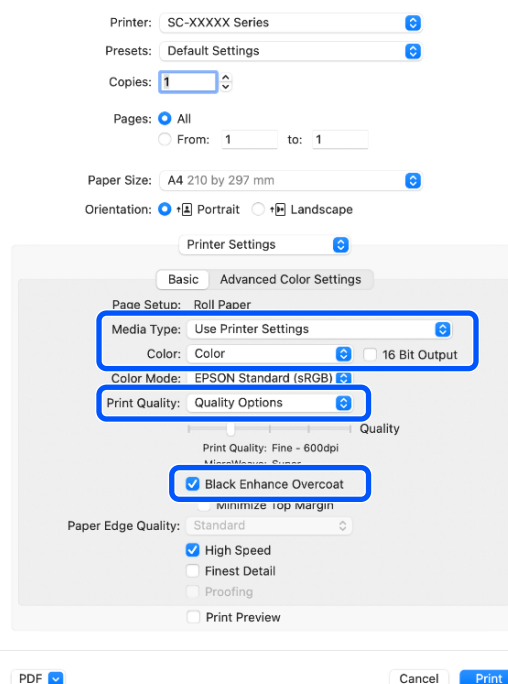 Printer: SC-XXXXX Series
Presets: Default Settings
Copies: 1
Pages: All
From: 1 to: 1
Paper Size: A4 210 by 297 mm
Orientation: Portrait Landscape
Printer Settings
Basic Advanced Color Settings
Page Setup: Roll Paper
Media Type: Use Printer Settings
Color: Color 16 Bit Output
Color Mode: EPSON Standard (sRGB)
Print Quality: Quality Options
Quality
Print Quality: Fine - 600dpi
MicroWeave: Super
Black Enhance Overcoat
Minimize Top Margin
Paper Edge Quality: Standard
High Speed
Finest Detail
Proofing
Print Preview
PDF Cancel Print